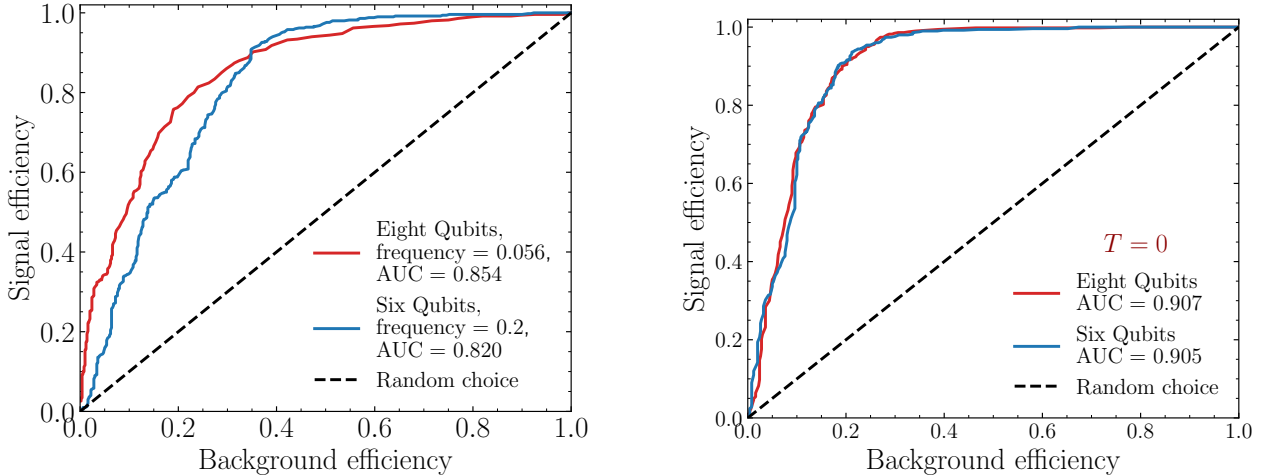 1.0
0.8
0.6
0.4
0.2
0.0
Signal efficiency
Eight Qubits,
frequency = 0.056,
AUC = 0.854
Six Qubits,
frequency = 0.2,
AUC = 0.820
Random choice
0.0 0.2 0.4 0.6 0.8 1.0
Background efficiency
1.0
0.8
0.6
0.4
0.2
0.0
Signal efficiency
T = 0
Eight Qubits
AUC = 0.907
Six Qubits
AUC = 0.905
Random choice
0.0 0.2 0.4 0.6 0.8 1.0
Background efficiency